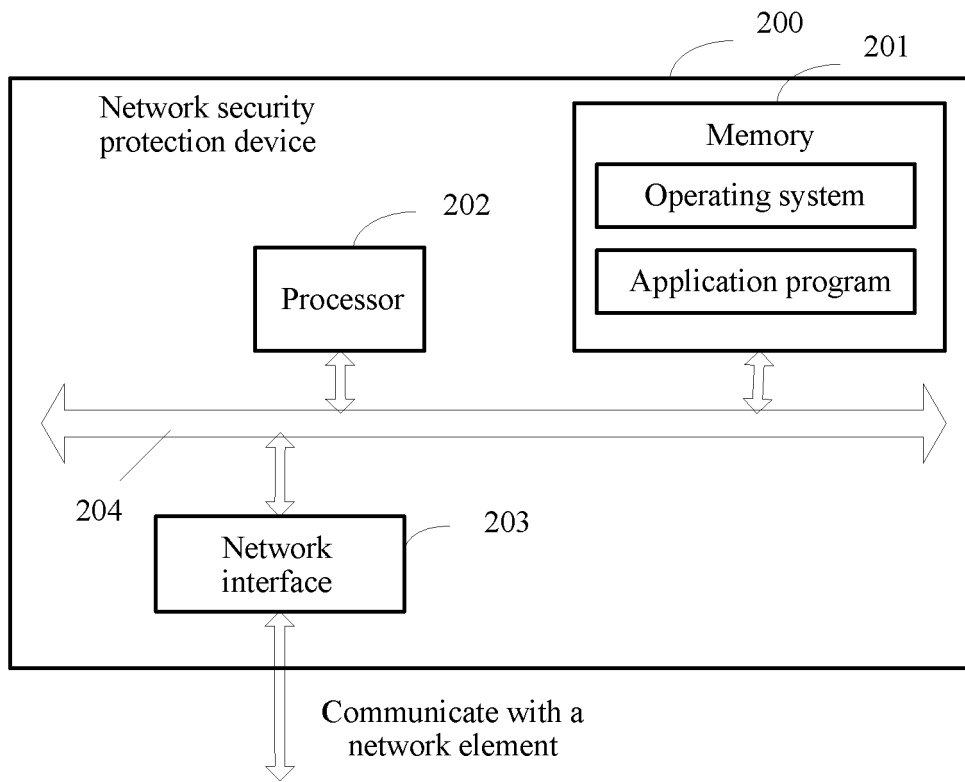 200
201
Network security
protection device
Memory
Operating system
202
Application program
Processor
204
203
Network
interface
Communicate with a
network element